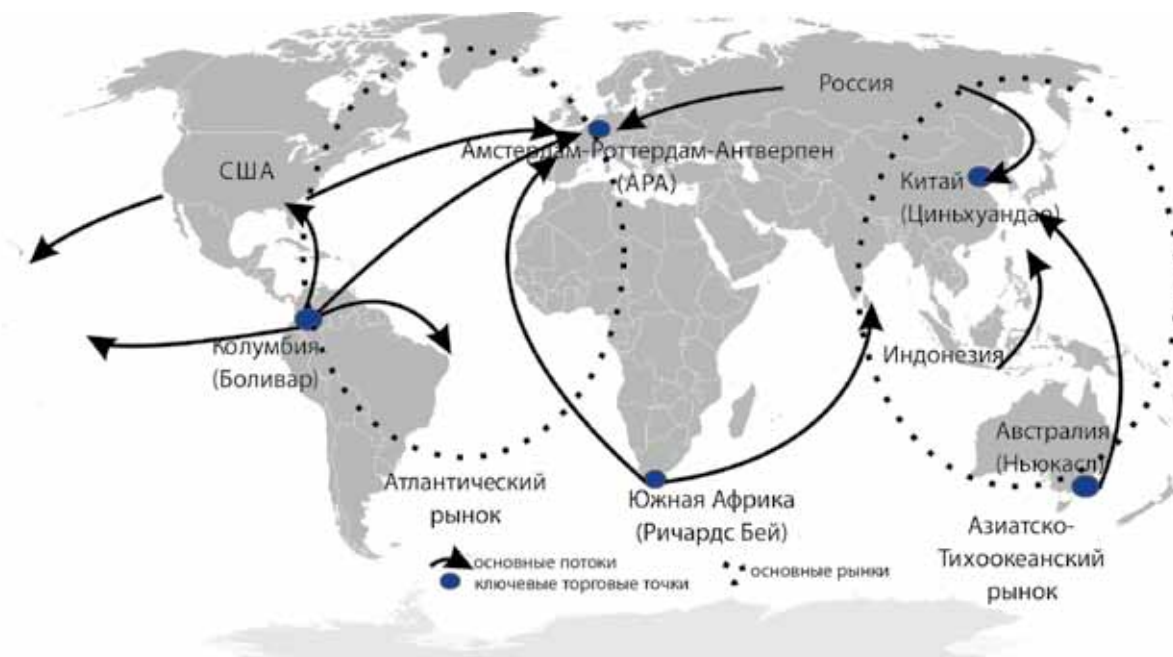 Россия
Амстердам-Роттердам-Антверпен
(АРА)
США
Китай
(Циньхуандао)
Колумбия
(Боливар)
Индонезия
Австралия
(Ньюкасл)
Атлантический
рынок
Южная Африка
(Ричардс Бей)
Азиатско-
Тихоокеанский
рынок
основные потоки
ключевые торговые точки
основные рынки